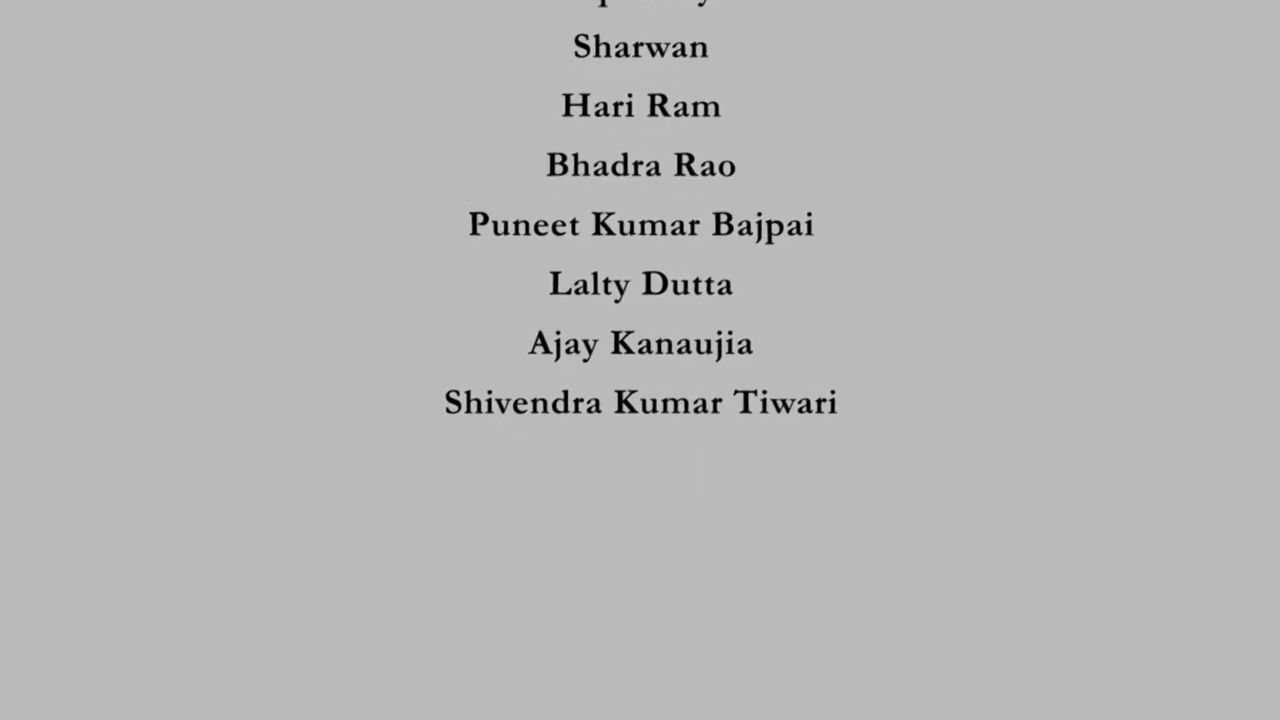 Sharwan
Hari Ram
Bhadra Rao
Puneet Kumar Bajpai
Lalty Dutta
Ajay Kanaujia
Shivendra Kumar Tiwari